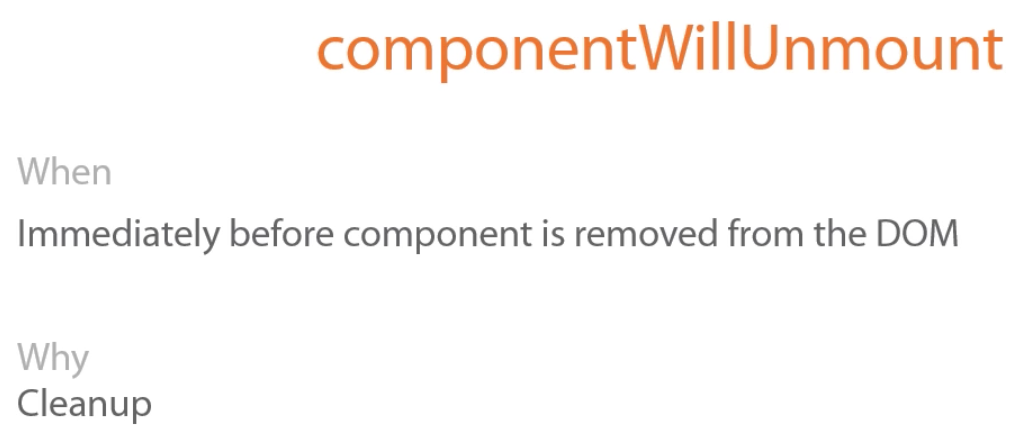 componentWillUnmount
When
Immediately before component is removed from the DOM
Why
Cleanup